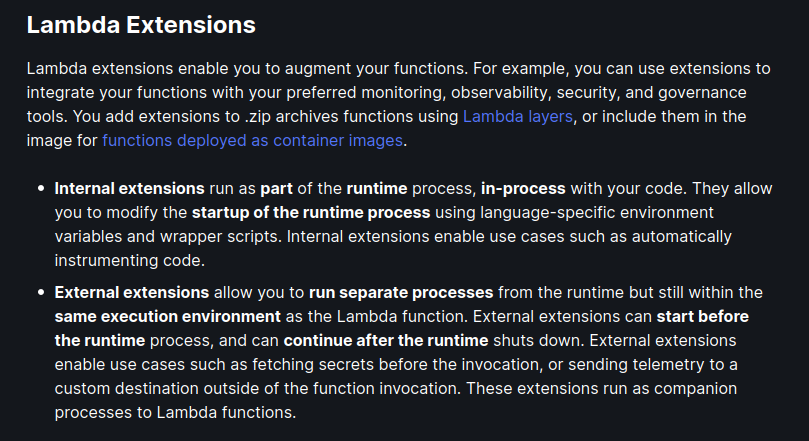 Lambda Extensions
Lambda extensions enable you to augment your functions. For example, you can use extensions to
integrate your functions with your preferred monitoring, observability, security, and governance
tools. You add extensions to .zip archives functions using Lambda layers, or include them in the
image for functions deployed as container images.
• Internal extensions run as part of the runtime process, in-process with your code. They allow
you to modify the startup of the runtime process using language-specific environment
variables and wrapper scripts. Internal extensions enable use cases such as automatically
instrumenting code.
• External extensions allow you to run separate processes from the runtime but still within the
same execution environment as the Lambda function. External extensions can start before
the runtime process, and can continue after the runtime shuts down. External extensions
enable use cases such as fetching secrets before the invocation, or sending telemetry to a
custom destination outside of the function invocation. These extensions run as companion
processes to Lambda functions.